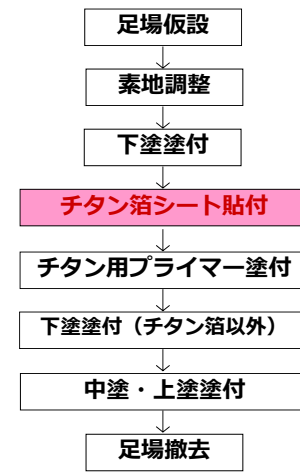 足場仮設
素地調整
下塗塗付
チタン箔シート貼付
チタン用プライマー塗付
下塗塗付（チタン箔以外）
中塗・上塗塗付
足場撤去